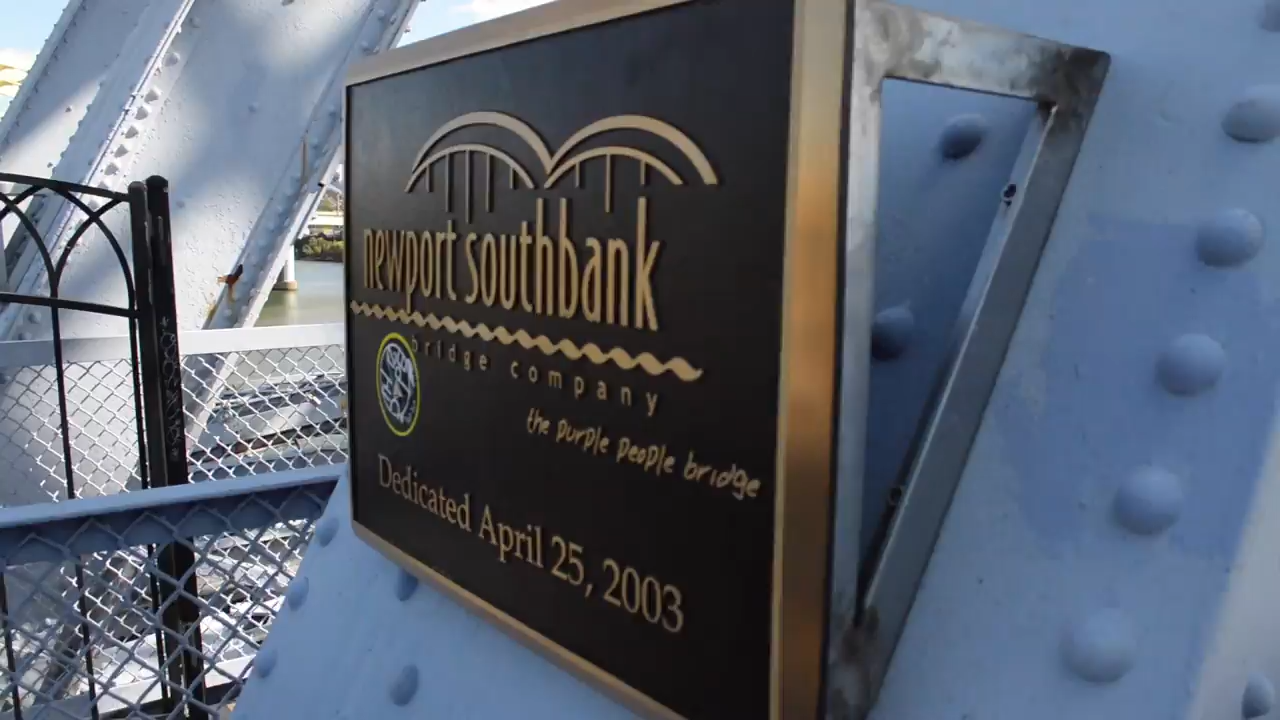 newport southbank
bridge company
the purple people bridge
Dedicated April 25, 2003